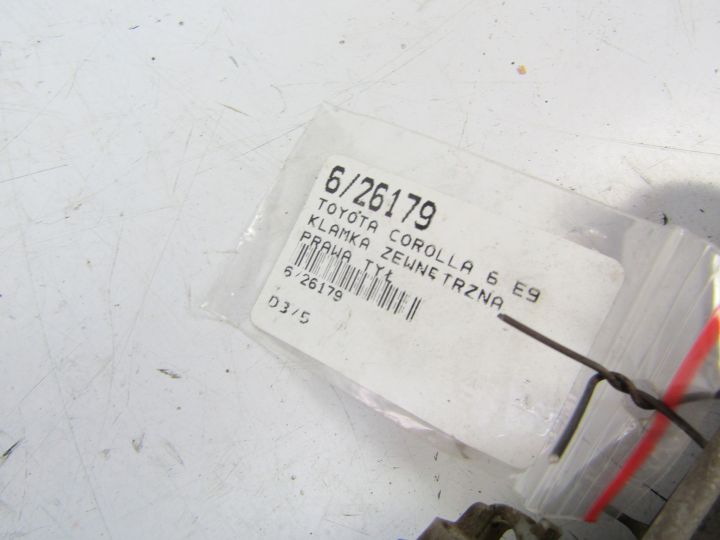 6/26179
TOYOTA COROLLA 6 E9
KLAMKA ZEWNĘTRZNA
PRAWA TYŁ
6/26179
D3/5